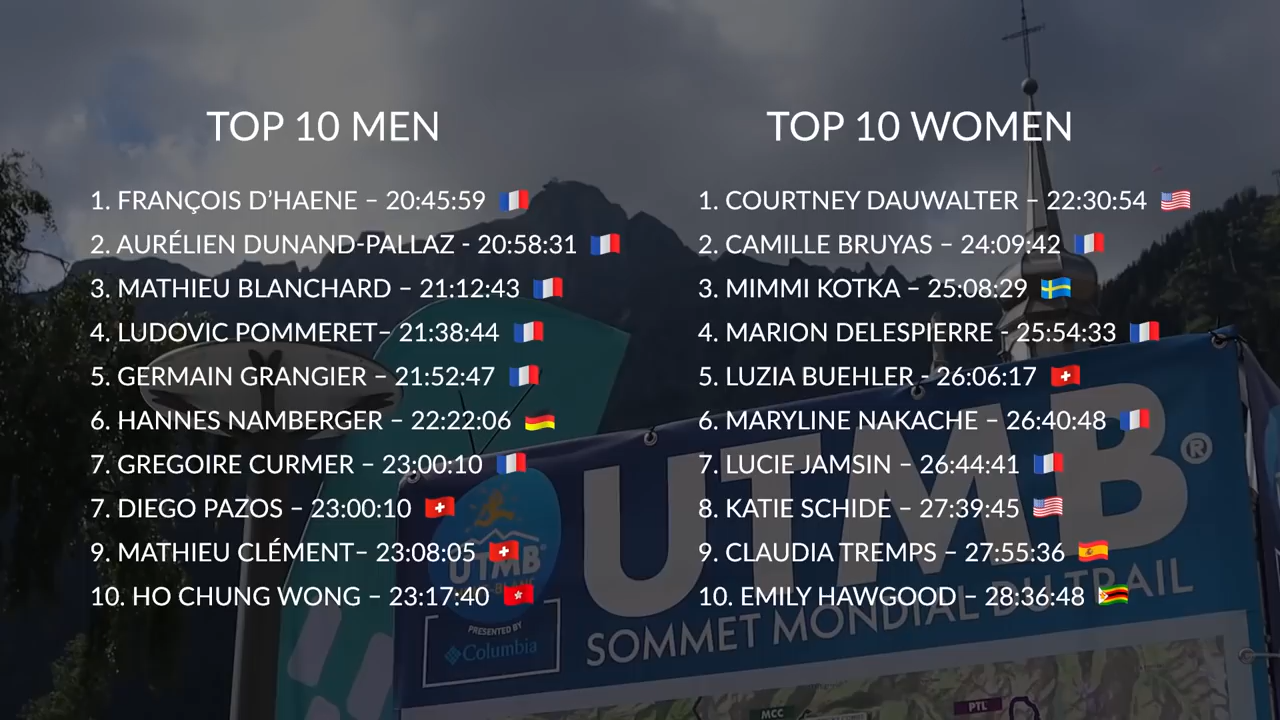 TOP 10 MEN
1. FRANÇOIS D’HAENE – 20:45:59
2. AURÉLIEN DUNAND-PALLAZ - 20:58:31
3. MATHIEU BLANCHARD – 21:12:43
4. LUDOVIC POMMERET– 21:38:44
5. GERMAIN GRANGIER – 21:52:47
6. HANNES NAMBERGER – 22:22:06
7. GREGOIRE CURMER – 23:00:10
7. DIEGO PAZOS – 23:00:10
9. MATHIEU CLÉMENT– 23:08:05
10. HO CHUNG WONG – 23:17:40
TOP 10 WOMEN
1. COURTNEY DAUWALTER – 22:30:54
2. CAMILLE BRUYAS – 24:09:42
3. MIMMI KOTKA – 25:08:29
4. MARION DELESPIERRE - 25:54:33
5. LUZIA BUEHLER - 26:06:17
6. MARYLINE NAKACHE – 26:40:48
7. LUCIE JAMSIN – 26:44:41
8. KATIE SCHIDE – 27:39:45
9. CLAUDIA TREMPS – 27:55:36
10. EMILY HAWGOOD – 28:36:48
UTMB®
SOMMET MONDIAL DU TRAIL
UTMB®
PRESENTED BY
Columbia
MCC
PTL